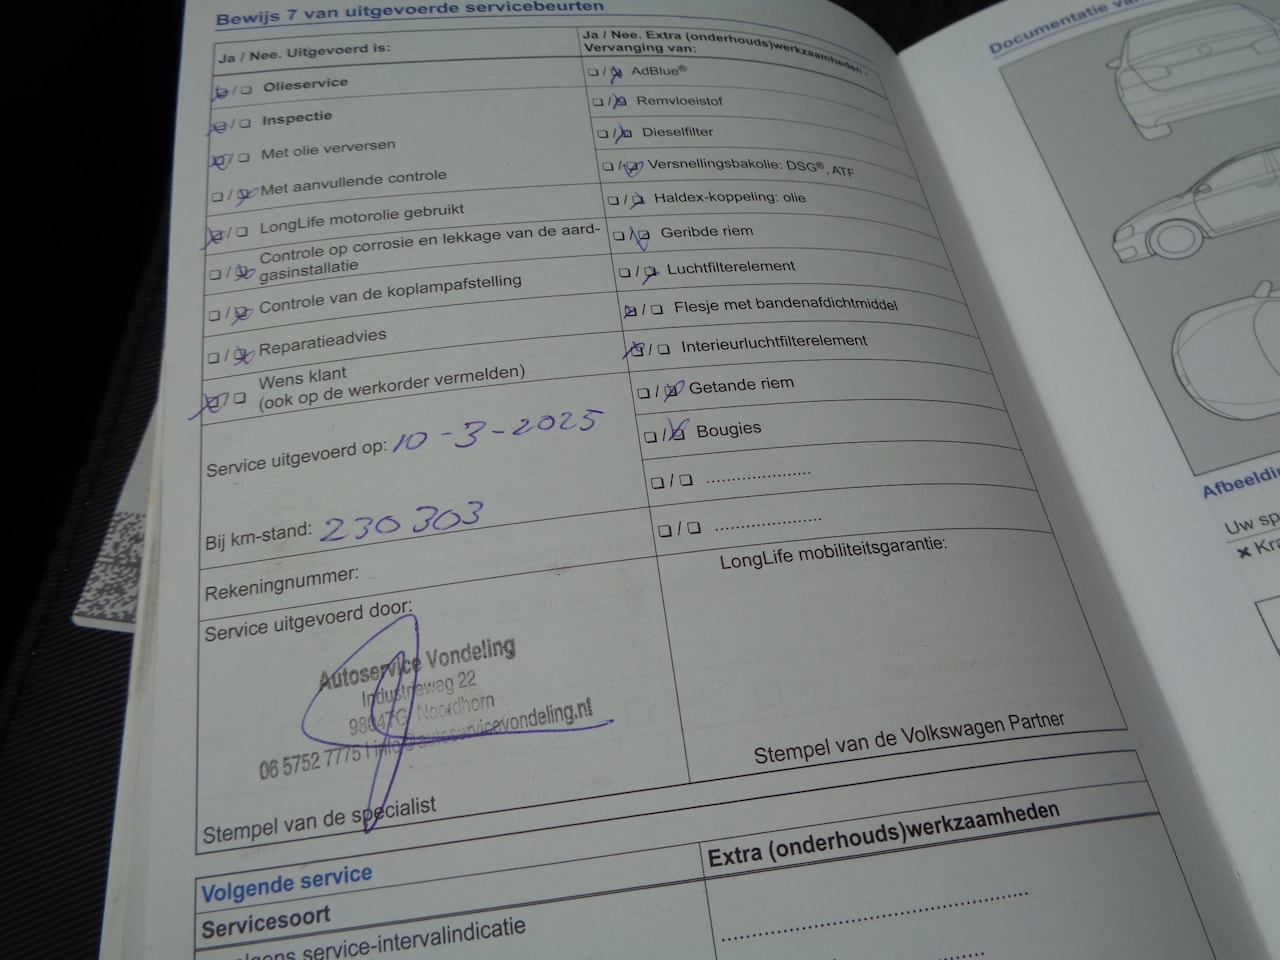 Bewijs 7 van uitgevoerde servicebeurten
Ja / Nee. Uitgevoerd is:
Olieservice
Inspectie
Met olie verversen
Met aanvullende controle
LongLife motorolie gebruikt
Controle op corrosie en lekkage van de aard-
gasinstallatie
Controle van de koplampafstelling
Reparatieadvies
Wens klant
(ook op de werkorder vermelden)
Service uitgevoerd op: 10-3-2025
Bij km-stand: 230303
Rekeningnummer:
Service uitgevoerd door:
Autoservice Vondeling
Industrieweg 22
Noordhorn
06 5752 7775 | info@autoservicevondeling.nl
Stempel van de specialist
Ja / Nee. Extra (onderhouds)werkzaamheden -
Vervanging van:
AdBlue®
Remvloeistof
Dieselfilter
Versnellingsbakolie: DSG®, ATF
Haldex-koppeling: olie
Geribde riem
Luchtfilterelement
Flesje met bandenafdichtmiddel
Interieurluchtfilterelement
Getande riem
Bougies
LongLife mobiliteitsgarantie:
Stempel van de Volkswagen Partner
Volgende service
Servicesoort
service-intervalindicatie
Extra (onderhouds)werkzaamheden
Documentatie
Uw